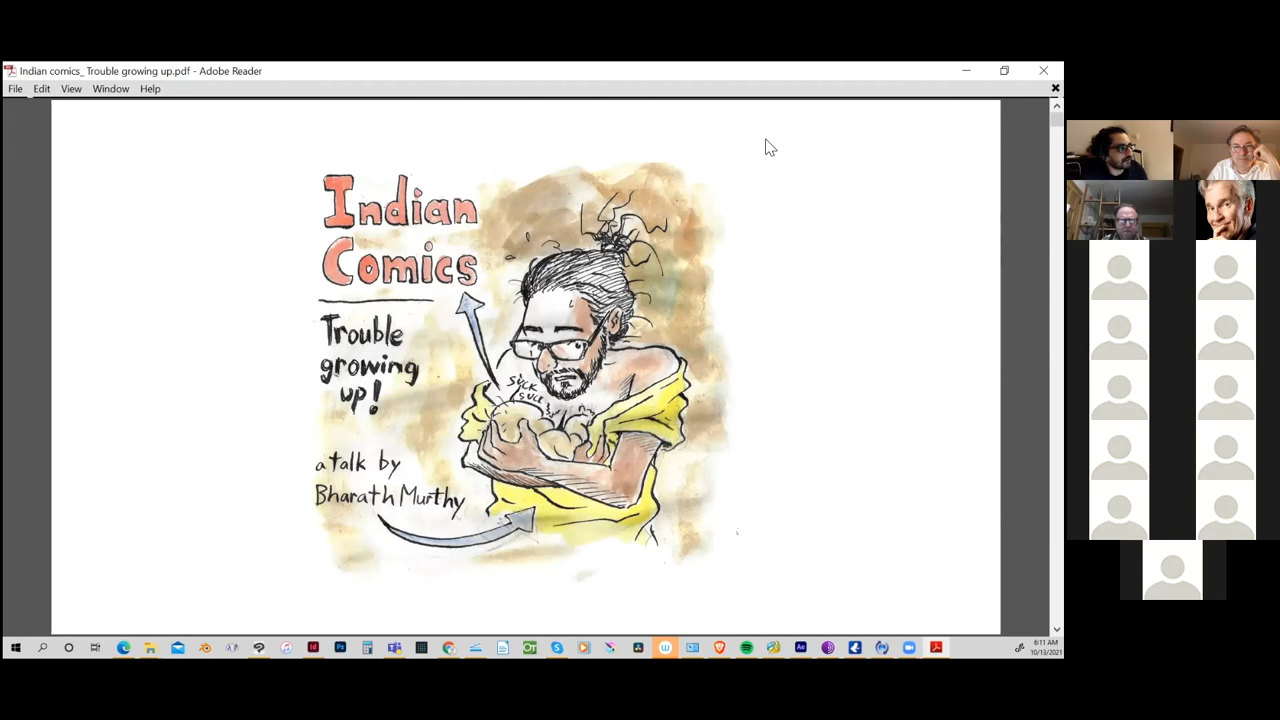 Indian comics_ Trouble growing up.pdf - Adobe Reader
File Edit View Window Help
Indian
Comics
Trouble
growing
up!
SUCK
SUCK
a talk by
Bharath Murthy
6:11 AM
10/13/2021